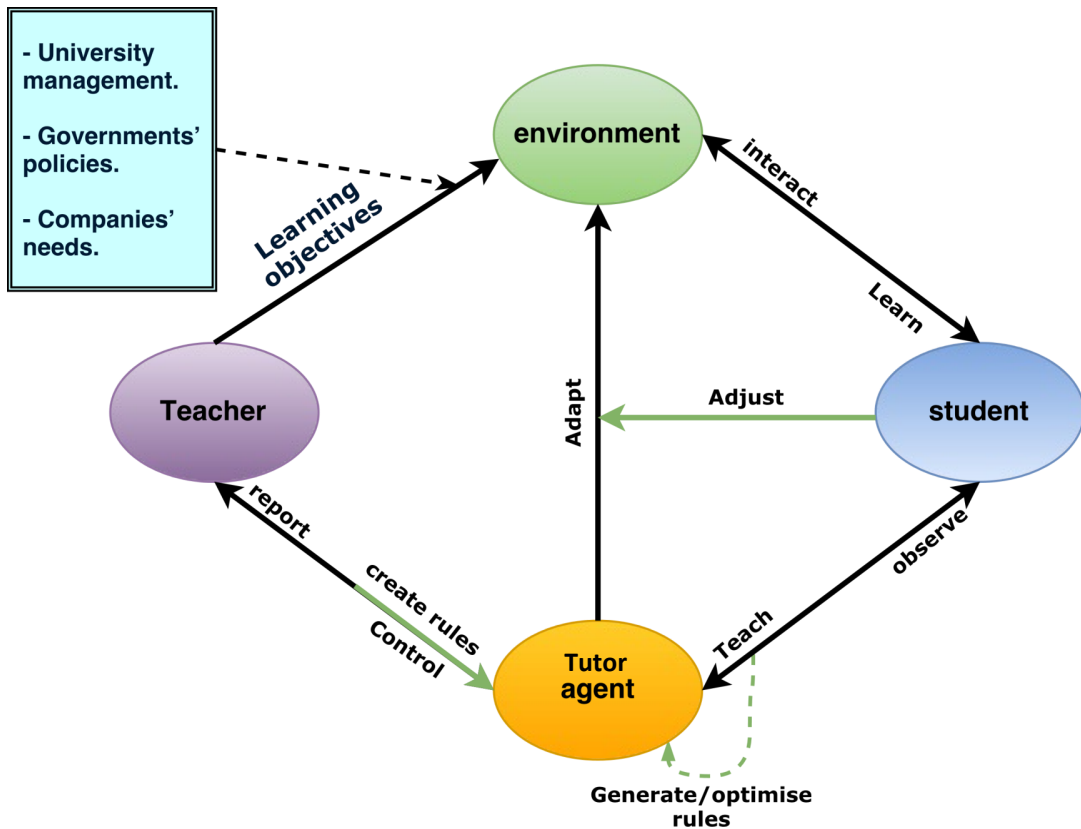 - University
management.
- Governments’
policies.
- Companies’
needs.
environment
interact
Learn
Learning
objectives
Teacher
Adapt
Adjust
student
report
create rules
Control
observe
Teach
Tutor
agent
Generate/optimise
rules